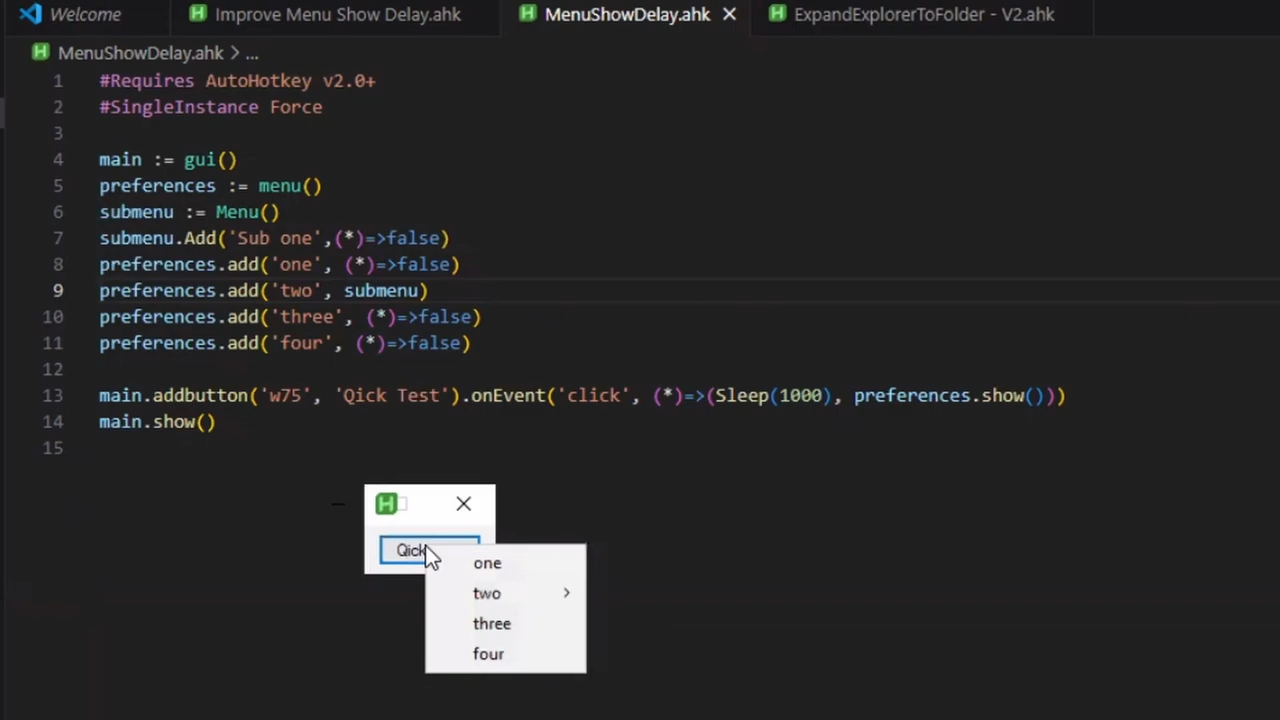 Welcome
Improve Menu Show Delay.ahk
MenuShowDelay.ahk
ExpandExplorerToFolder - V2.ahk
MenuShowDelay.ahk > ...
1 #Requires AutoHotkey v2.0+
2 #SingleInstance Force
3
4 main := gui()
5 preferences := menu()
6 submenu := Menu()
7 submenu.Add('Sub one',(*)=>false)
8 preferences.add('one', (*)=>false)
9 preferences.add('two', submenu)
10 preferences.add('three', (*)=>false)
11 preferences.add('four', (*)=>false)
12
13 main.addbutton('w75', 'Qick Test').onEvent('click', (*)=>(Sleep(1000), preferences.show()))
14 main.show()
15
Qick
one
two
three
four